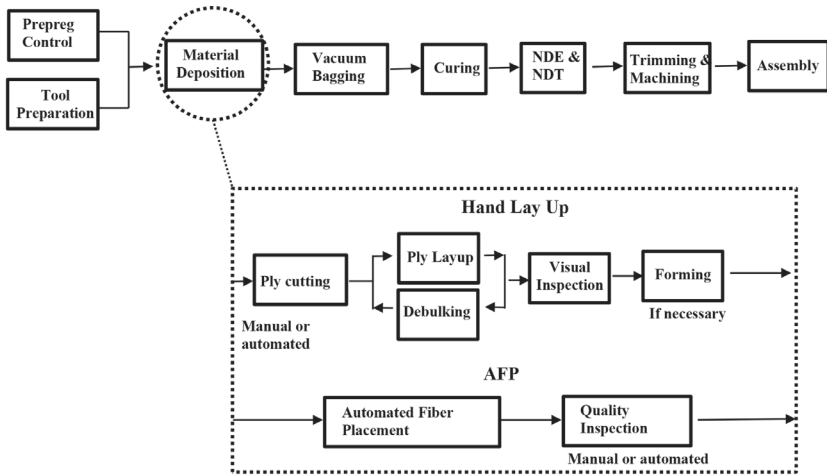 Prepreg
Control
Tool
Preparation
Material
Deposition
Vacuum
Bagging
Curing
NDE &
NDT
Trimming &
Machining
Assembly
Hand Lay Up
Ply cutting
Manual or
automated
Ply Layup
Debulking
Visual
Inspection
Forming
If necessary
AFP
Automated Fiber
Placement
Quality
Inspection
Manual or automated